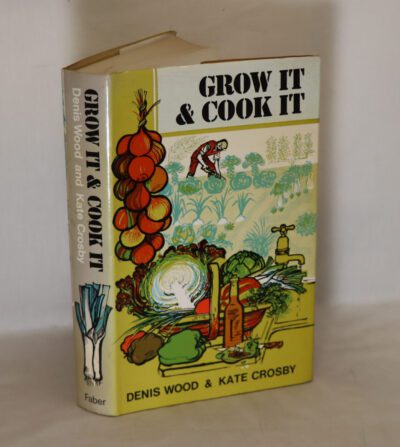 GROW IT
& COOK IT
DENIS WOOD & KATE CROSBY
GROW IT & COOK IT
Denis Wood and Kate Crosby
Faber